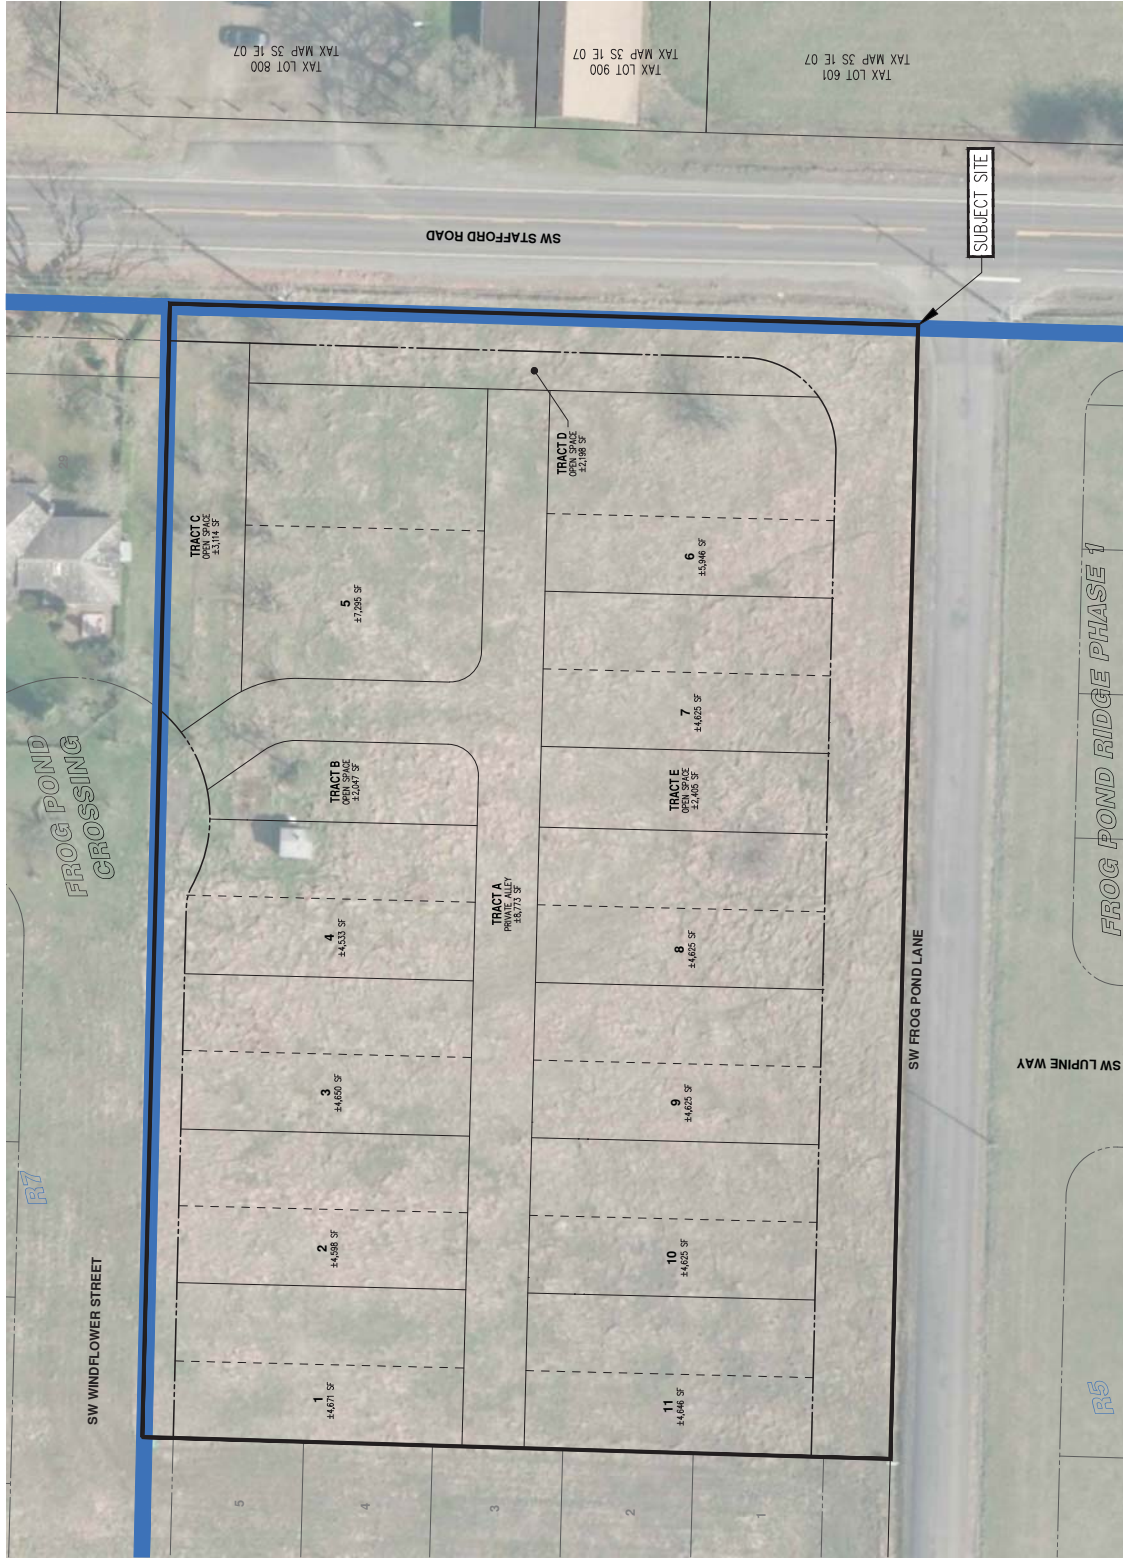 TAX LOT 800
TAX MAP 3S 1E 07
TAX LOT 900
TAX MAP 3S 1E 07
TAX LOT 601
TAX MAP 3S 1E 07
SW STAFFORD ROAD
SUBJECT SITE
TRACT C
OPEN SPACE
±3,114 SF
TRACT D
OPEN SPACE
±2,198 SF
5
±7,295 SF
6
±5,946 SF
7
±4,625 SF
TRACT B
OPEN SPACE
±2,047 SF
TRACT E
OPEN SPACE
±2,405 SF
TRACT A
PRIVATE ALLEY
±8,773 SF
4
±4,533 SF
8
±4,625 SF
3
±4,650 SF
9
±4,625 SF
2
±4,598 SF
10
±4,625 SF
1
±4,671 SF
11
±4,646 SF
FROG POND
CROSSING
R7
SW WINDFLOWER STREET
SW FROG POND LANE
FROG POND RIDGE PHASE 1
SW LUPINE WAY
R5
5
4
3
2
1